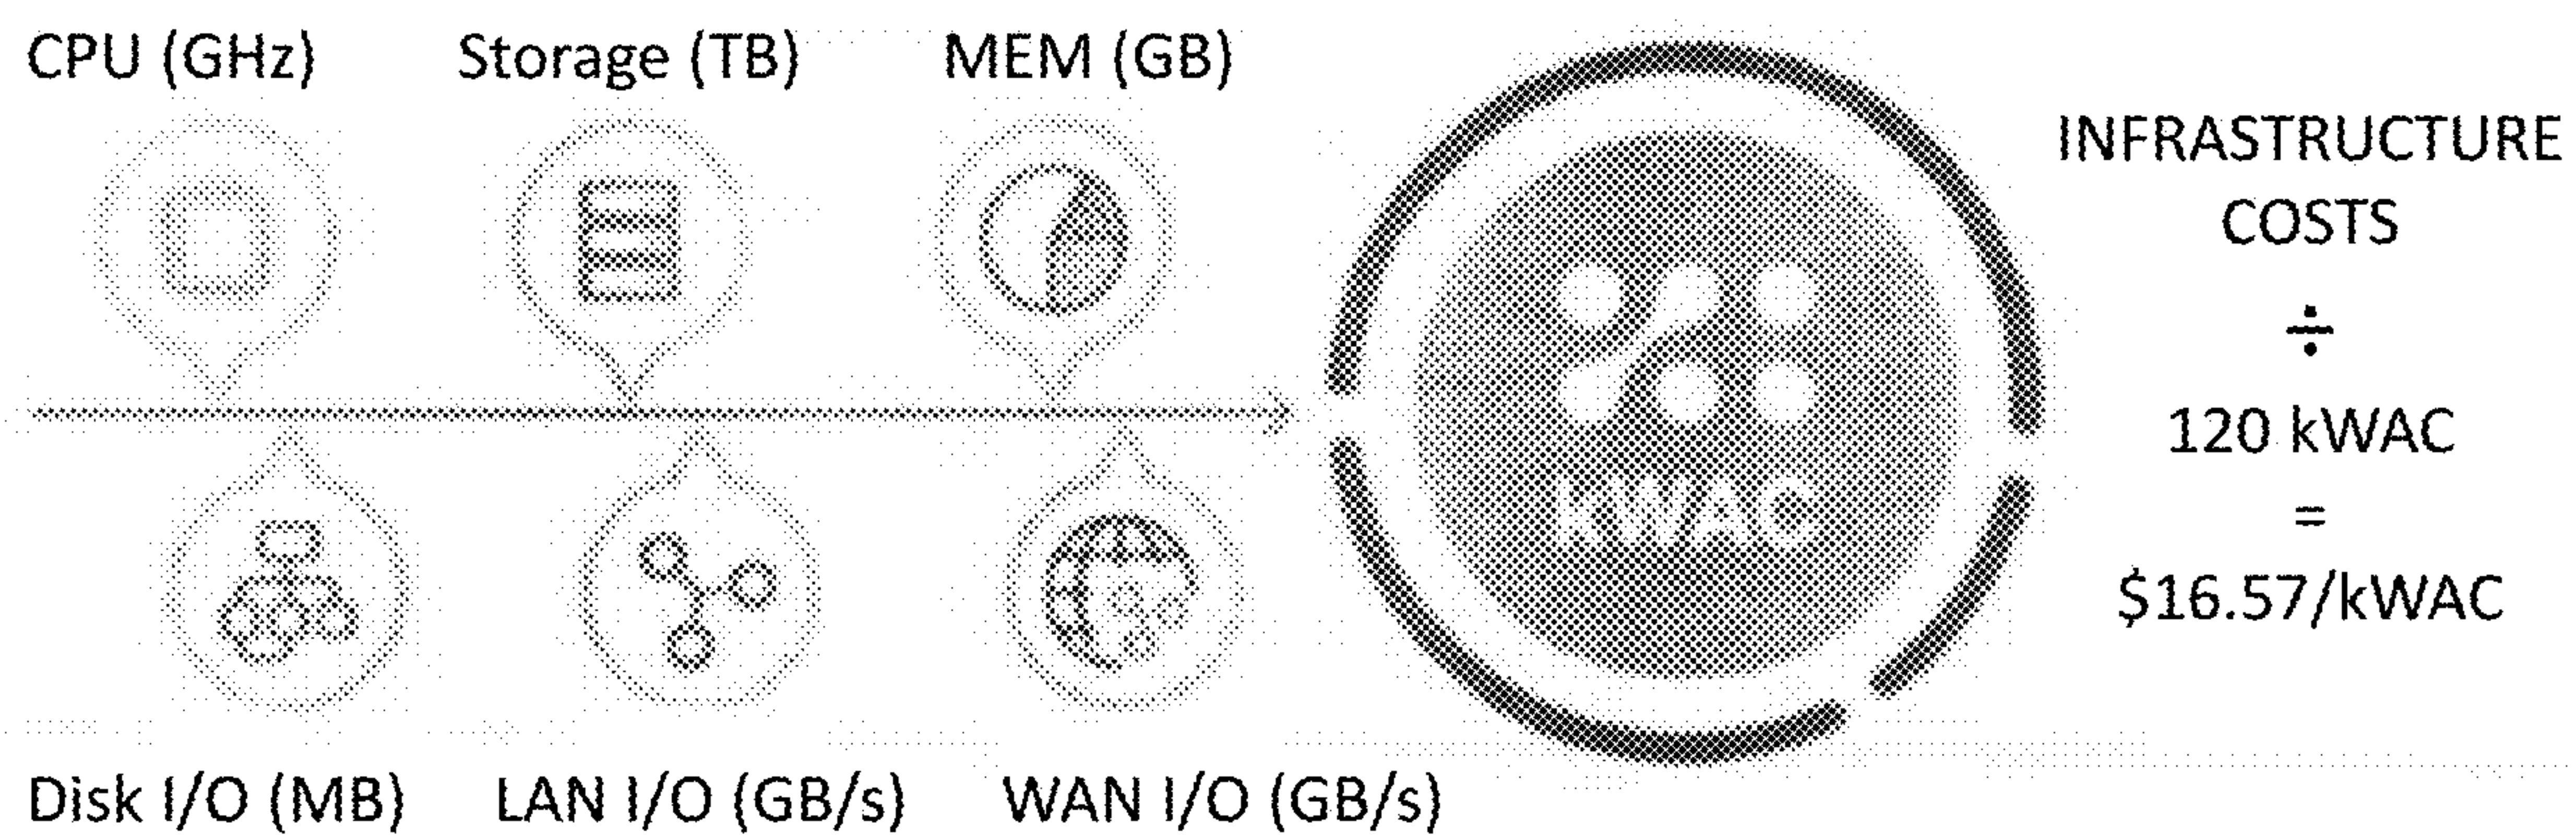 CPU (GHz)
Storage (TB)
MEM (GB)
Disk I/O (MB)
LAN I/O (GB/s)
WAN I/O (GB/s)
kWAC
INFRASTRUCTURE
COSTS
÷
120 kWAC
=
$16.57/kWAC